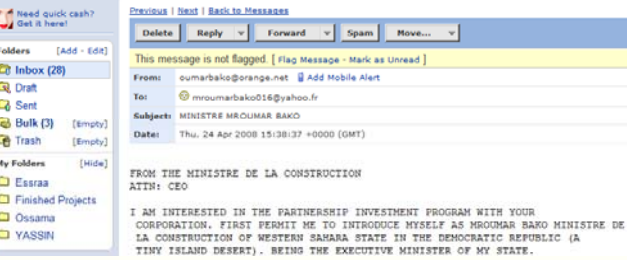 Need quick cash?
Get it here!
Previous | Next | Back to Messages
Delete Reply Forward Spam Move...
This message is not flagged. [ Flag Message - Mark as Unread ]
Folders [Add - Edit]
Inbox (28)
Draft
Sent
Bulk (3) [Empty]
Trash [Empty]
My Folders [Hide]
Essraa
Finished Projects
Ossama
YASSIN
From: oumarbako@orange.net Add Mobile Alert
To: mroumarbako016@yahoo.fr
Subject: MINISTRE MROUMAR BAKO
Date: Thu, 24 Apr 2008 15:38:37 +0000 (GMT)
FROM THE MINISTRE DE LA CONSTRUCTION
ATTN: CEO
I AM INTERESTED IN THE PARTNERSHIP INVESTMENT PROGRAM WITH YOUR
CORPORATION. FIRST PERMIT ME TO INTRODUCE MYSELF AS MROUMAR BAKO MINISTRE DE
LA CONSTRUCTION OF WESTERN SAHARA STATE IN THE DEMOCRATIC REPUBLIC (A
TINY ISLAND DESERT). BEING THE EXECUTIVE MINISTER OF MY STATE.